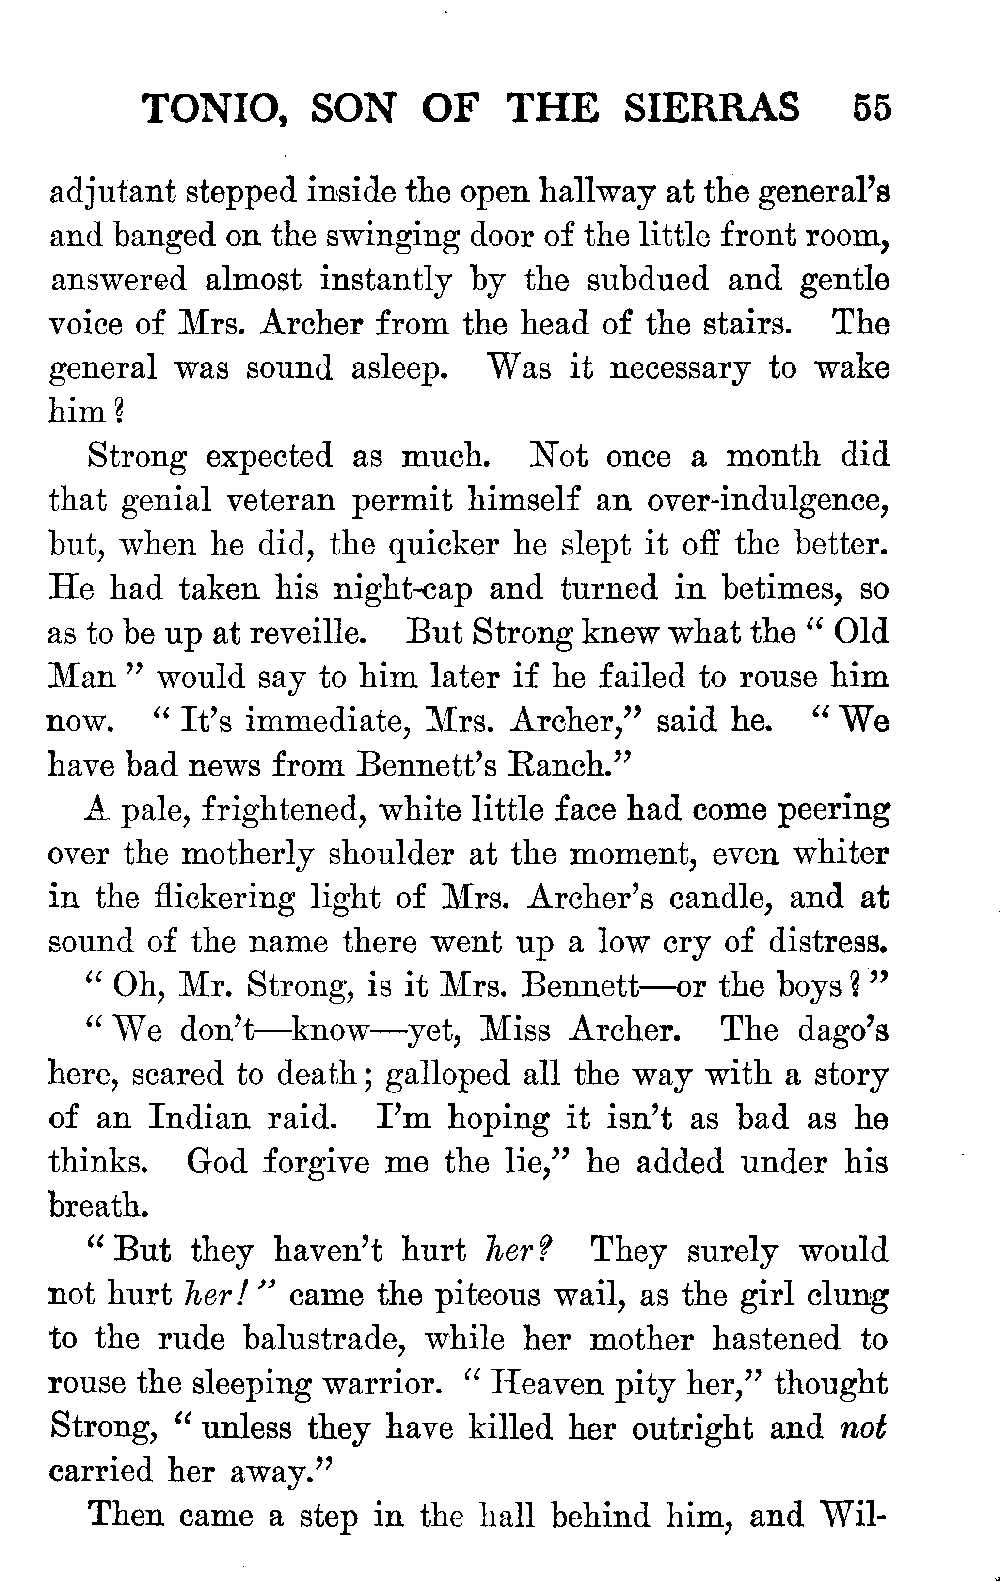 TONIO, SON OF THE SIERRAS 55
adjutant stepped inside the open hallway at the general's
and banged on the swinging door of the little front room,
answered almost instantly by the subdued and gentle
voice of Mrs. Archer from the head of the stairs. The
general was sound asleep. Was it necessary to wake
him?
Strong expected as much. Not once a month did
that genial veteran permit himself an over-indulgence,
but, when he did, the quicker he slept it off the better.
He had taken his night-cap and turned in betimes, so
as to be up at reveille. But Strong knew what the "Old
Man" would say to him later if he failed to rouse him
now. "It's immediate, Mrs. Archer," said he. "We
have bad news from Bennett's Ranch."
A pale, frightened, white little face had come peering
over the motherly shoulder at the moment, even whiter
in the flickering light of Mrs. Archer's candle, and at
sound of the name there went up a low cry of distress.
"Oh, Mr. Strong, is it Mrs. Bennett—or the boys?"
"We don't—know—yet, Miss Archer. The dago's
here, scared to death; galloped all the way with a story
of an Indian raid. I'm hoping it isn't as bad as he
thinks. God forgive me the lie," he added under his
breath.
"But they haven't hurt her? They surely would
not hurt her!" came the piteous wail, as the girl clung
to the rude balustrade, while her mother hastened to
rouse the sleeping warrior. "Heaven pity her," thought
Strong, "unless they have killed her outright and not
carried her away."
Then came a step in the hall behind him, and Wil-